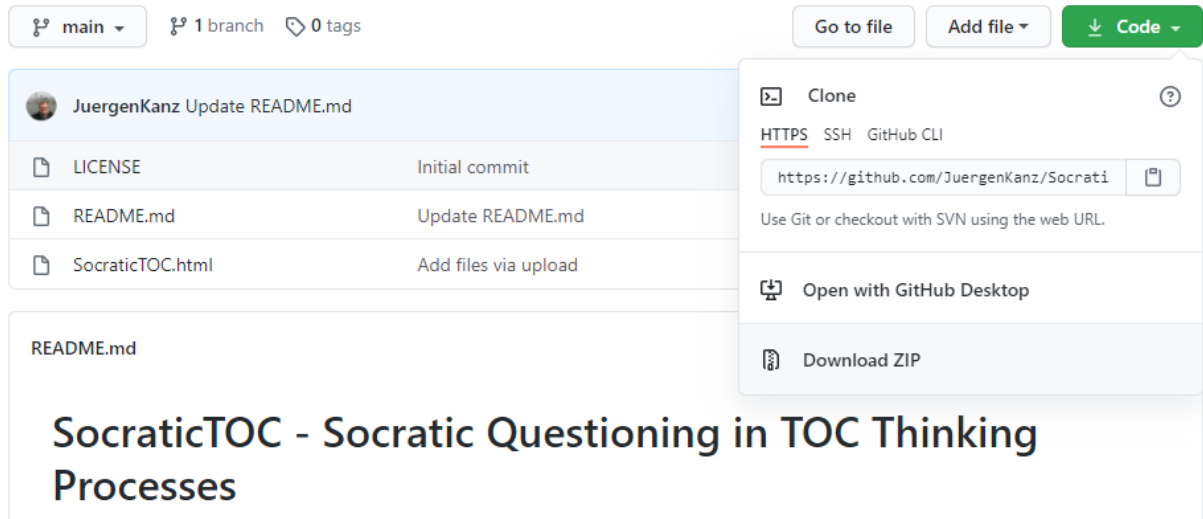 main 1 branch 0 tags Go to file Add file Code
JuergenKanz Update README.md
LICENSE Initial commit
README.md Update README.md
SocraticTOC.html Add files via upload
Clone
HTTPS SSH GitHub CLI
https://github.com/JuergenKanz/Socrati
Use Git or checkout with SVN using the web URL.
Open with GitHub Desktop
Download ZIP
README.md
SocraticTOC - Socratic Questioning in TOC Thinking
Processes